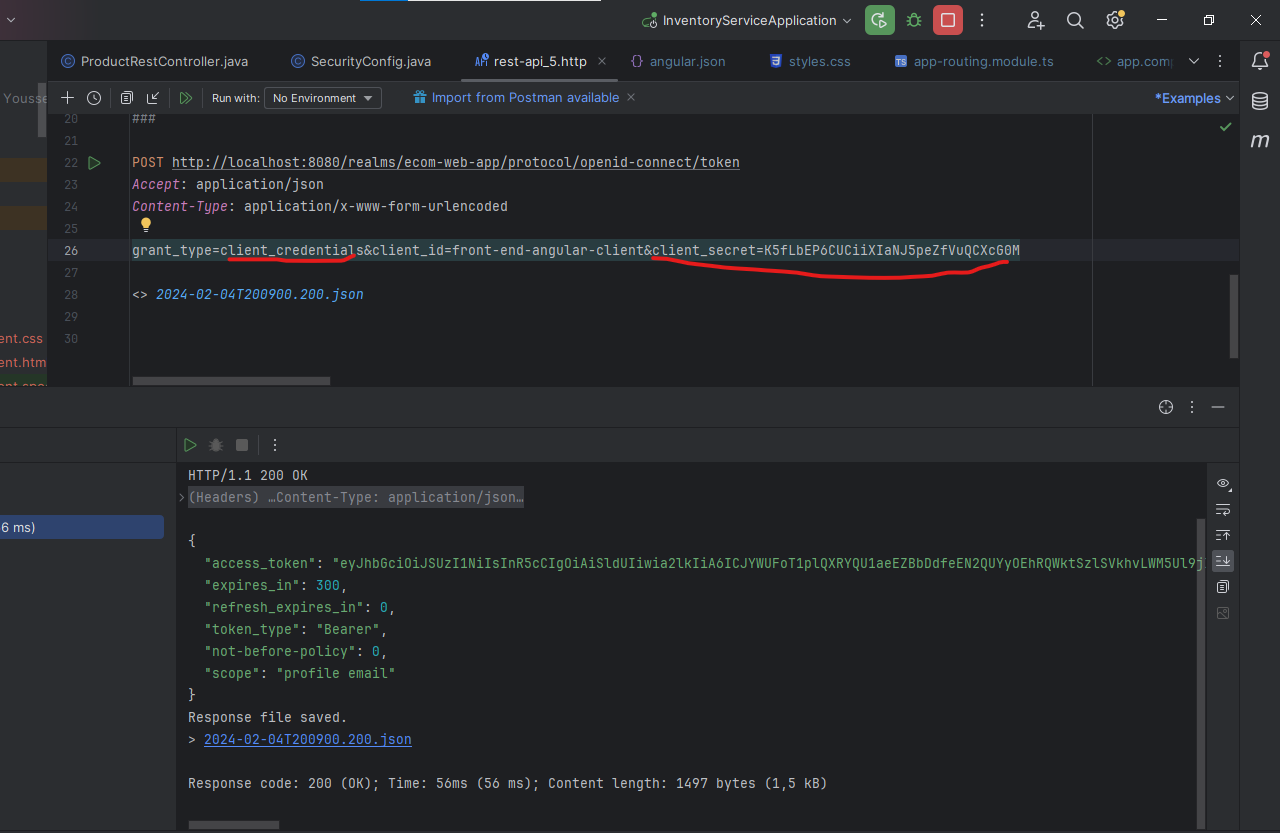 InventoryServiceApplication
ProductRestController.java
SecurityConfig.java
API rest-api_5.http
{} angular.json
styles.css
TS app-routing.module.ts
<> app.comp
Yousse
Run with: No Environment
Import from Postman available
*Examples
m
20 ###
21
22 POST http://localhost:8080/realms/ecom-web-app/protocol/openid-connect/token
23 Accept: application/json
24 Content-Type: application/x-www-form-urlencoded
25
26 grant_type=client_credentials&client_id=front-end-angular-client&client_secret=K5fLbEP6CUCiiXIaNJ5peZfVuQCXcG0M
27
28 <> 2024-02-04T200900.200.json
29
30
ent.css
ent.htm
6 ms)
HTTP/1.1 200 OK
(Headers) …Content-Type: application/json…
{
"access_token": "eyJhbGciOiJSUzI1NiIsInR5cCIgOiAiSldUIiwia2lkIiA6ICJYWUFoT1plQXRYQU1aeEZBbDdfeEN2QUYyOEhRQWktSzlSVkhvLWM5Ul9j
"expires_in": 300,
"refresh_expires_in": 0,
"token_type": "Bearer",
"not-before-policy": 0,
"scope": "profile email"
}
Response file saved.
> 2024-02-04T200900.200.json
Response code: 200 (OK); Time: 56ms (56 ms); Content length: 1497 bytes (1,5 kB)